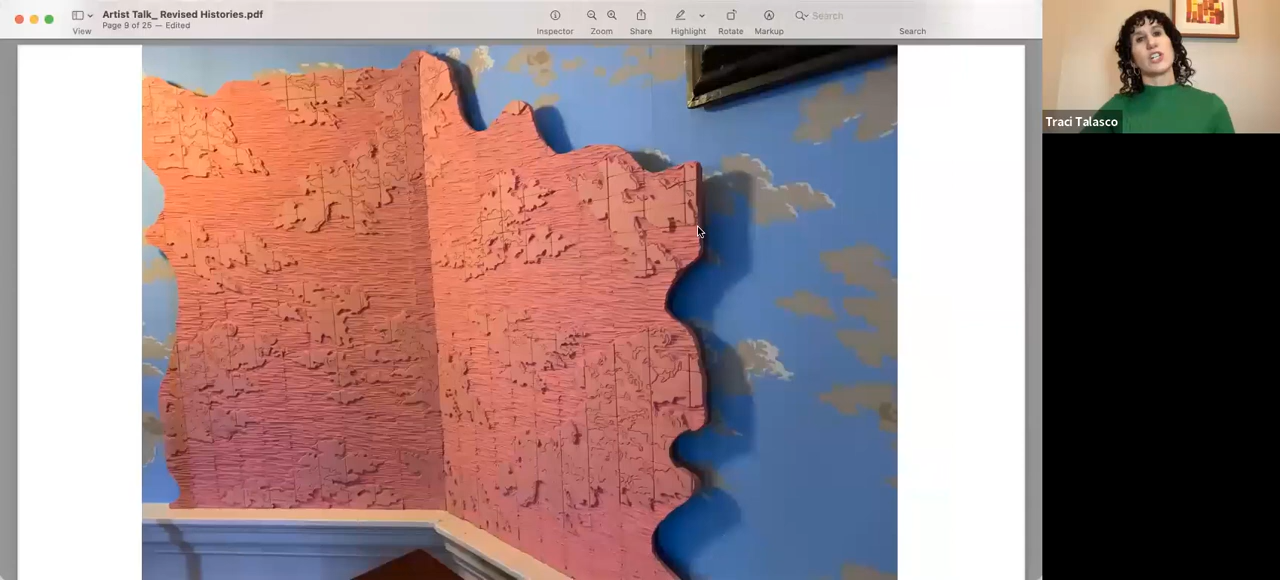 Artist Talk_ Revised Histories.pdf
Page 9 of 25 — Edited
View
Inspector
Zoom
Share
Highlight
Rotate
Markup
Search
Search
Traci Talasco